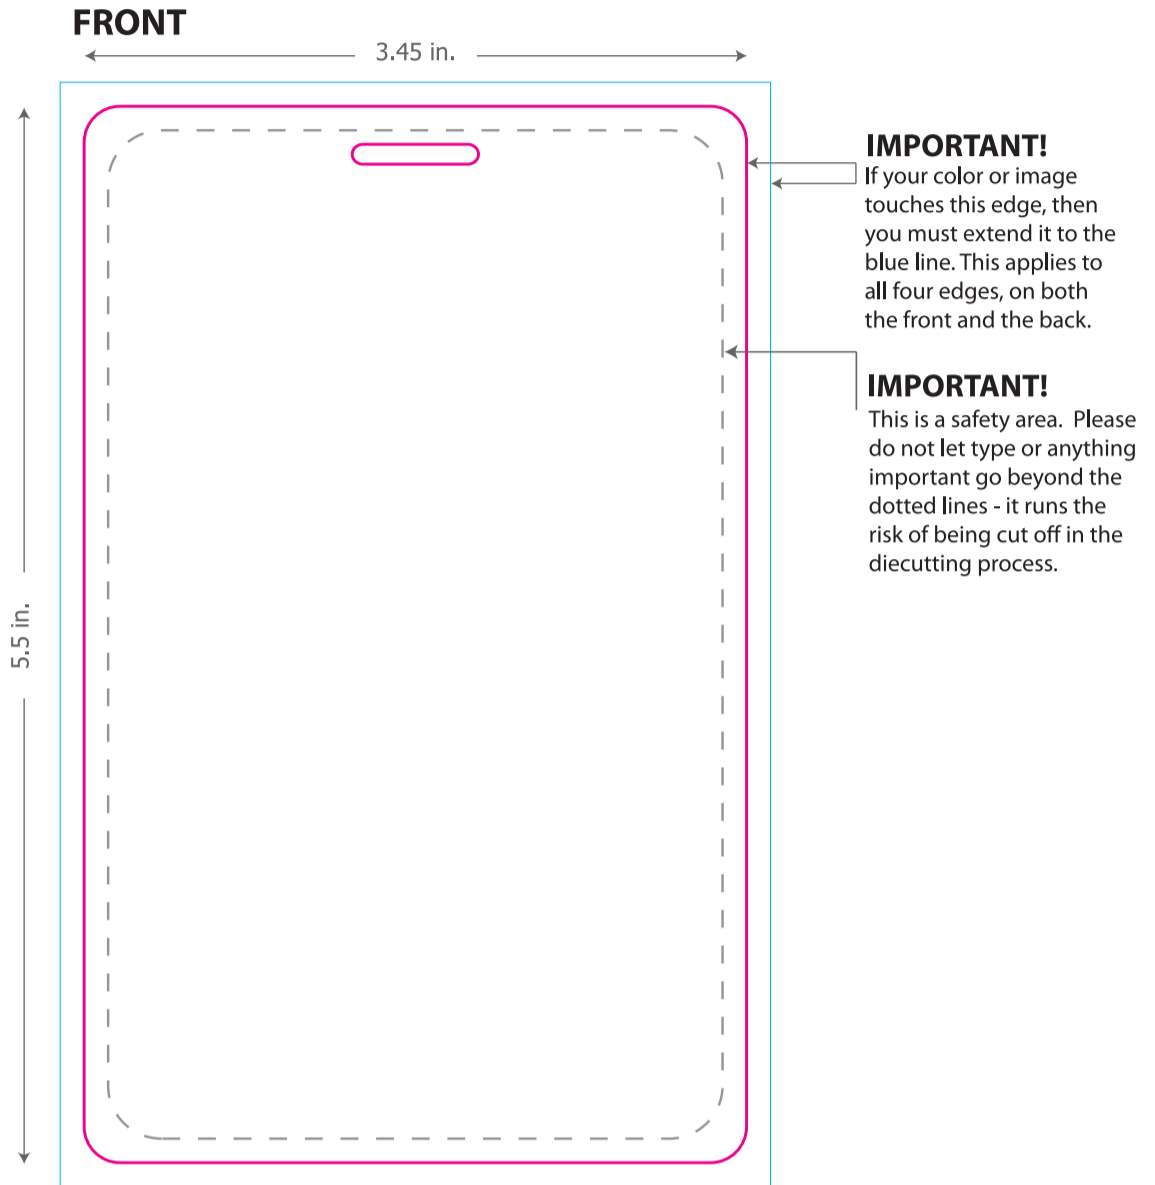 FRONT
3.45 in.
5.5 in.
IMPORTANT!
If your color or image
touches this edge, then
you must extend it to the
blue line. This applies to
all four edges, on both
the front and the back.
IMPORTANT!
This is a safety area.  Please
do not let type or anything
important go beyond the
dotted lines - it runs the
risk of being cut off in the
diecutting process.